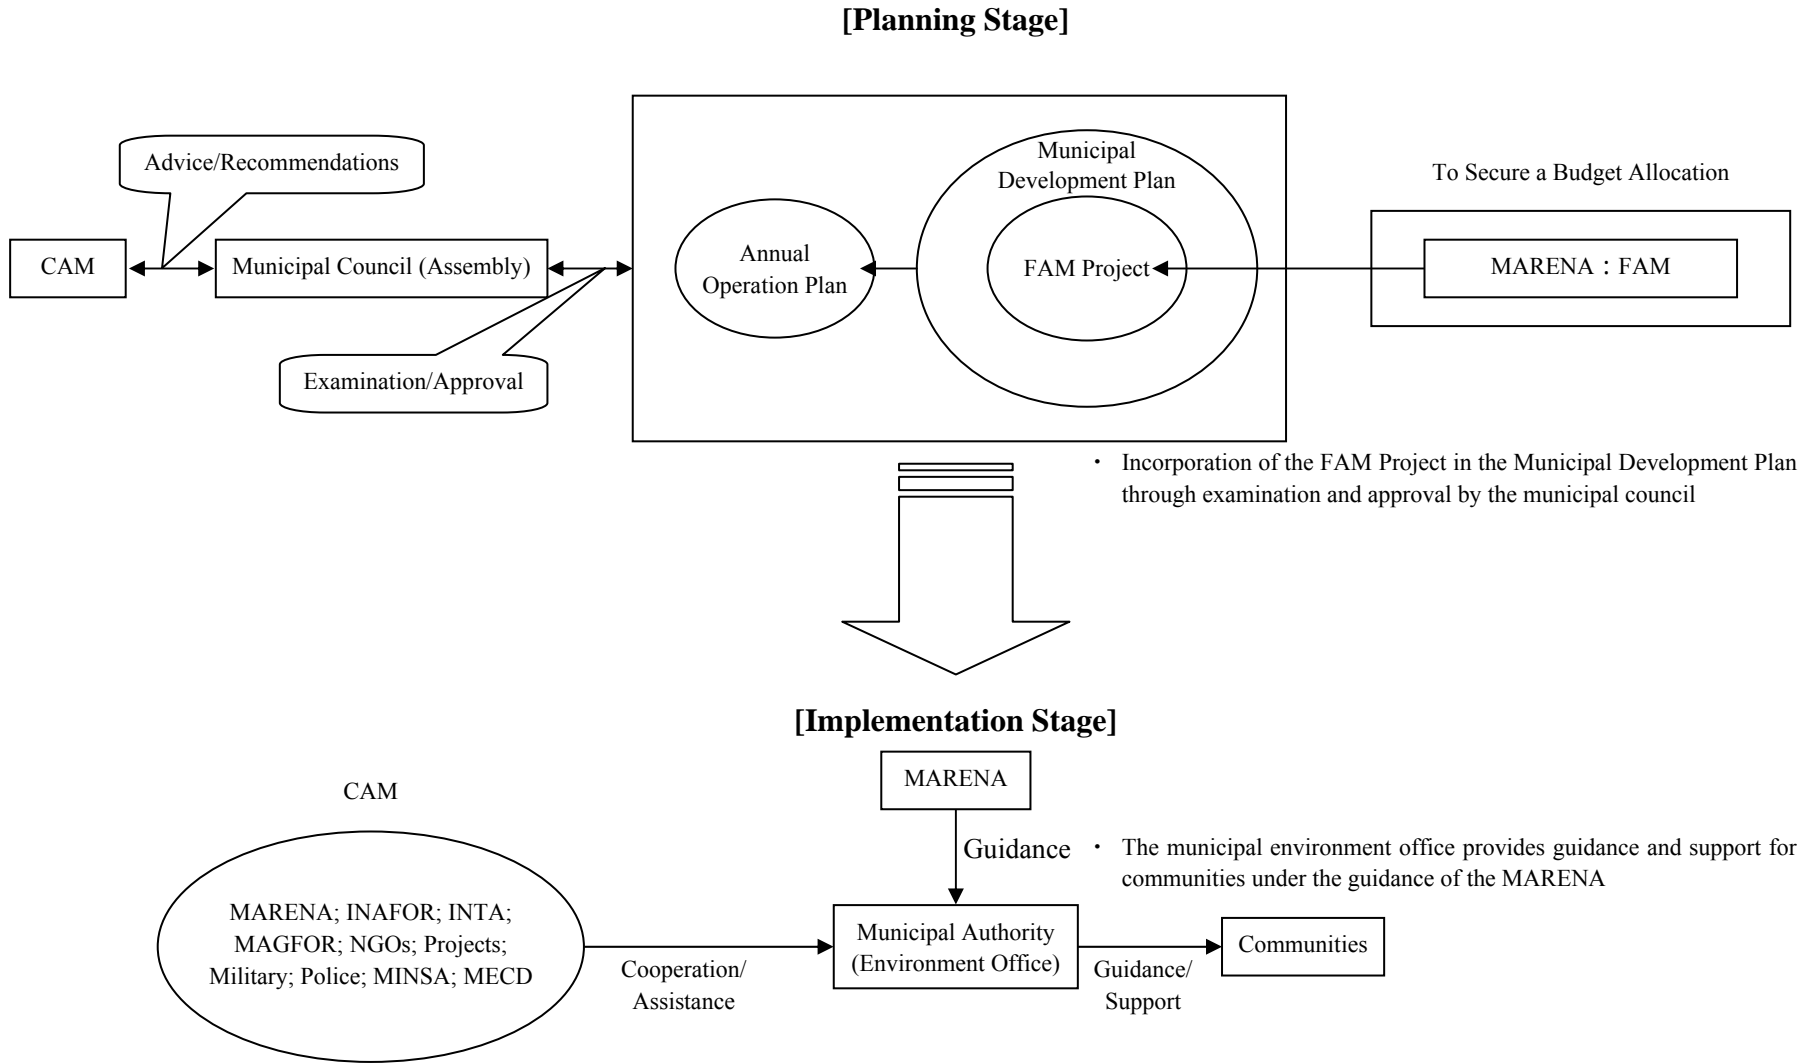 [Planning Stage]
Advice/Recommendations
CAM
Municipal Council (Assembly)
Examination/Approval
Annual
Operation Plan
Municipal
Development Plan
FAM Project
To Secure a Budget Allocation
MARENA：FAM
・ Incorporation of the FAM Project in the Municipal Development Plan
through examination and approval by the municipal council
[Implementation Stage]
MARENA
CAM
Guidance
・ The municipal environment office provides guidance and support for
communities under the guidance of the MARENA
MARENA; INAFOR; INTA;
MAGFOR; NGOs; Projects;
Military; Police; MINSA; MECD
Cooperation/
Assistance
Municipal Authority
(Environment Office)
Guidance/
Support
Communities